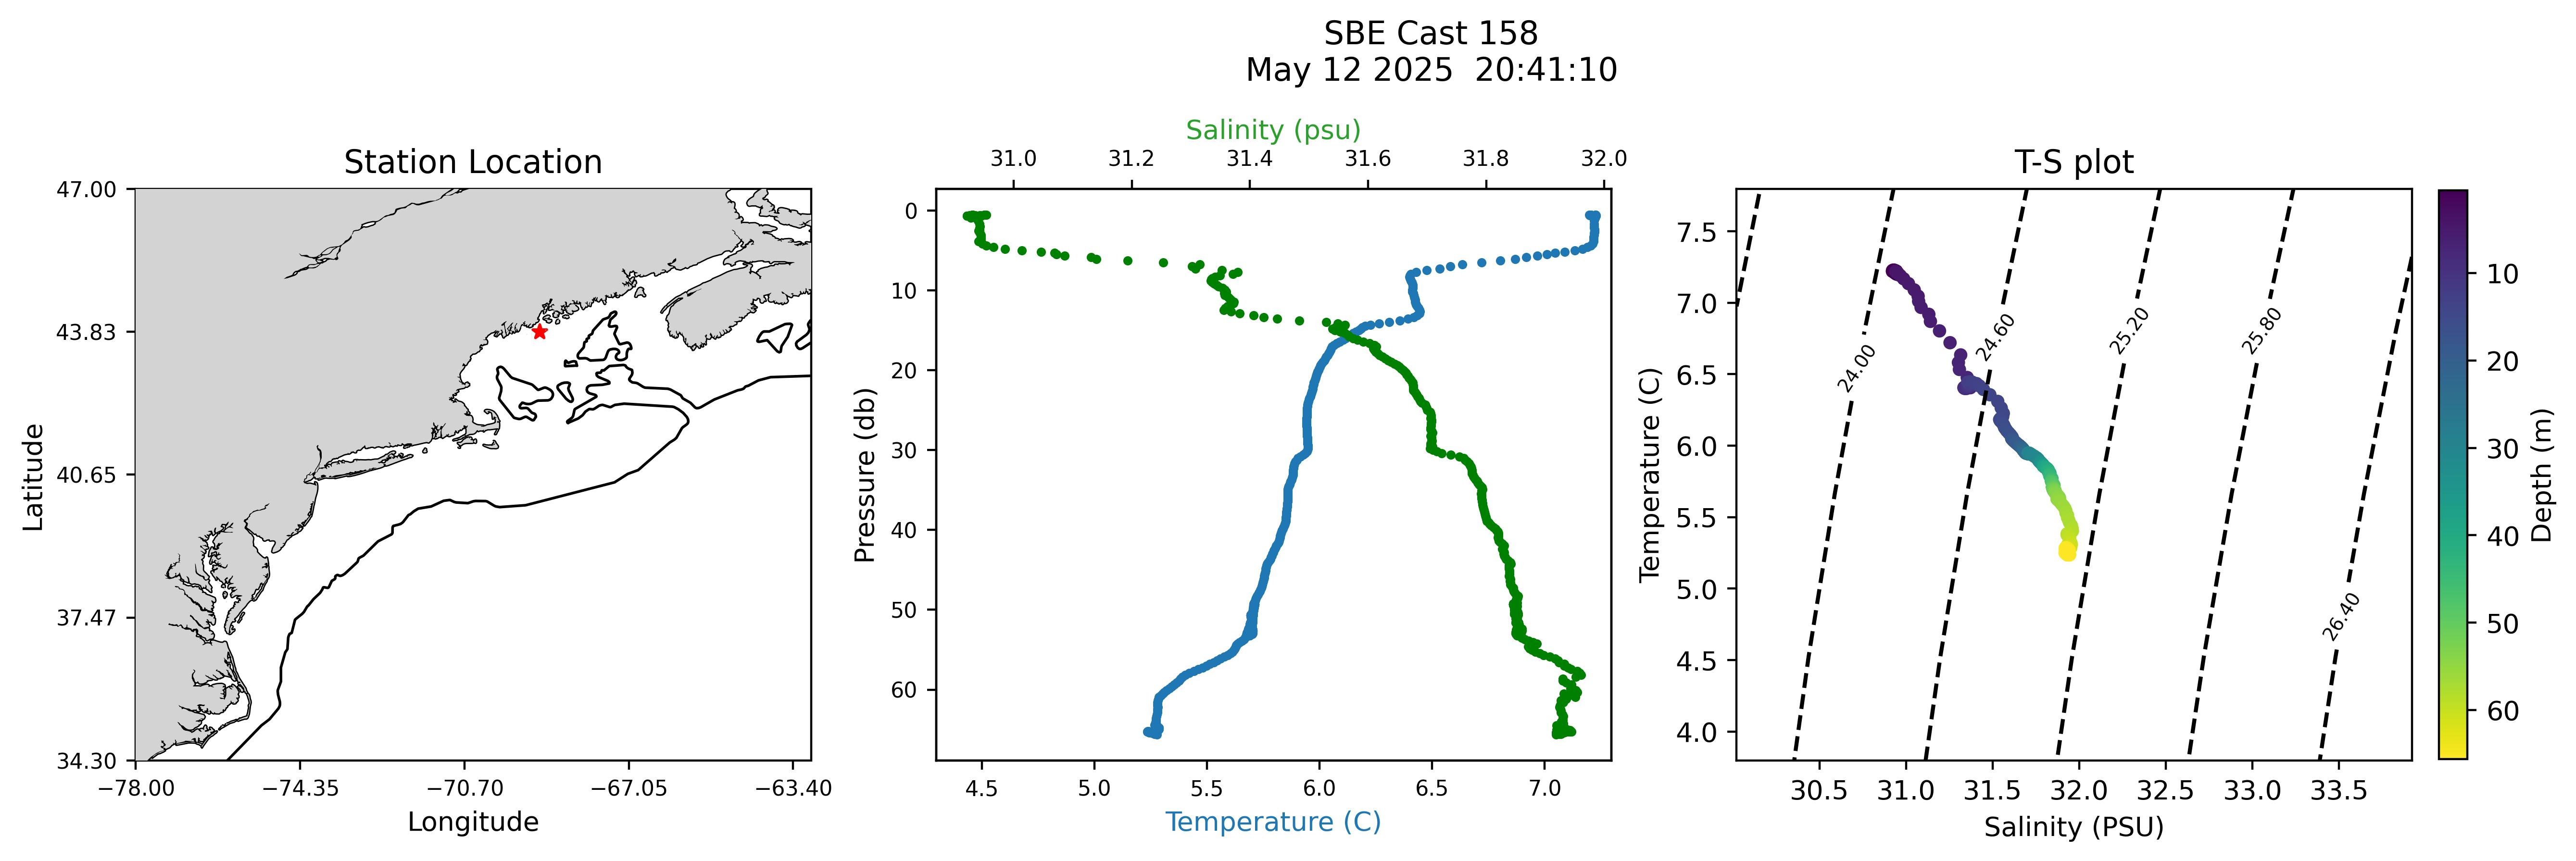 SBE Cast 158
May 12 2025  20:41:10
Station Location
47.00
43.83
40.65
37.47
34.30
Latitude
−78.00 −74.35 −70.70 −67.05 −63.40
Longitude
Salinity (psu)
31.0 31.2 31.4 31.6 31.8 32.0
0
10
20
30
40
50
60
Pressure (db)
4.5 5.0 5.5 6.0 6.5 7.0
Temperature (C)
T-S plot
7.5
7.0
6.5
6.0
5.5
5.0
4.5
4.0
Temperature (C)
24.00
24.60
25.20
25.80
26.40
30.5 31.0 31.5 32.0 32.5 33.0 33.5
Salinity (PSU)
10
20
30
40
50
60
Depth (m)